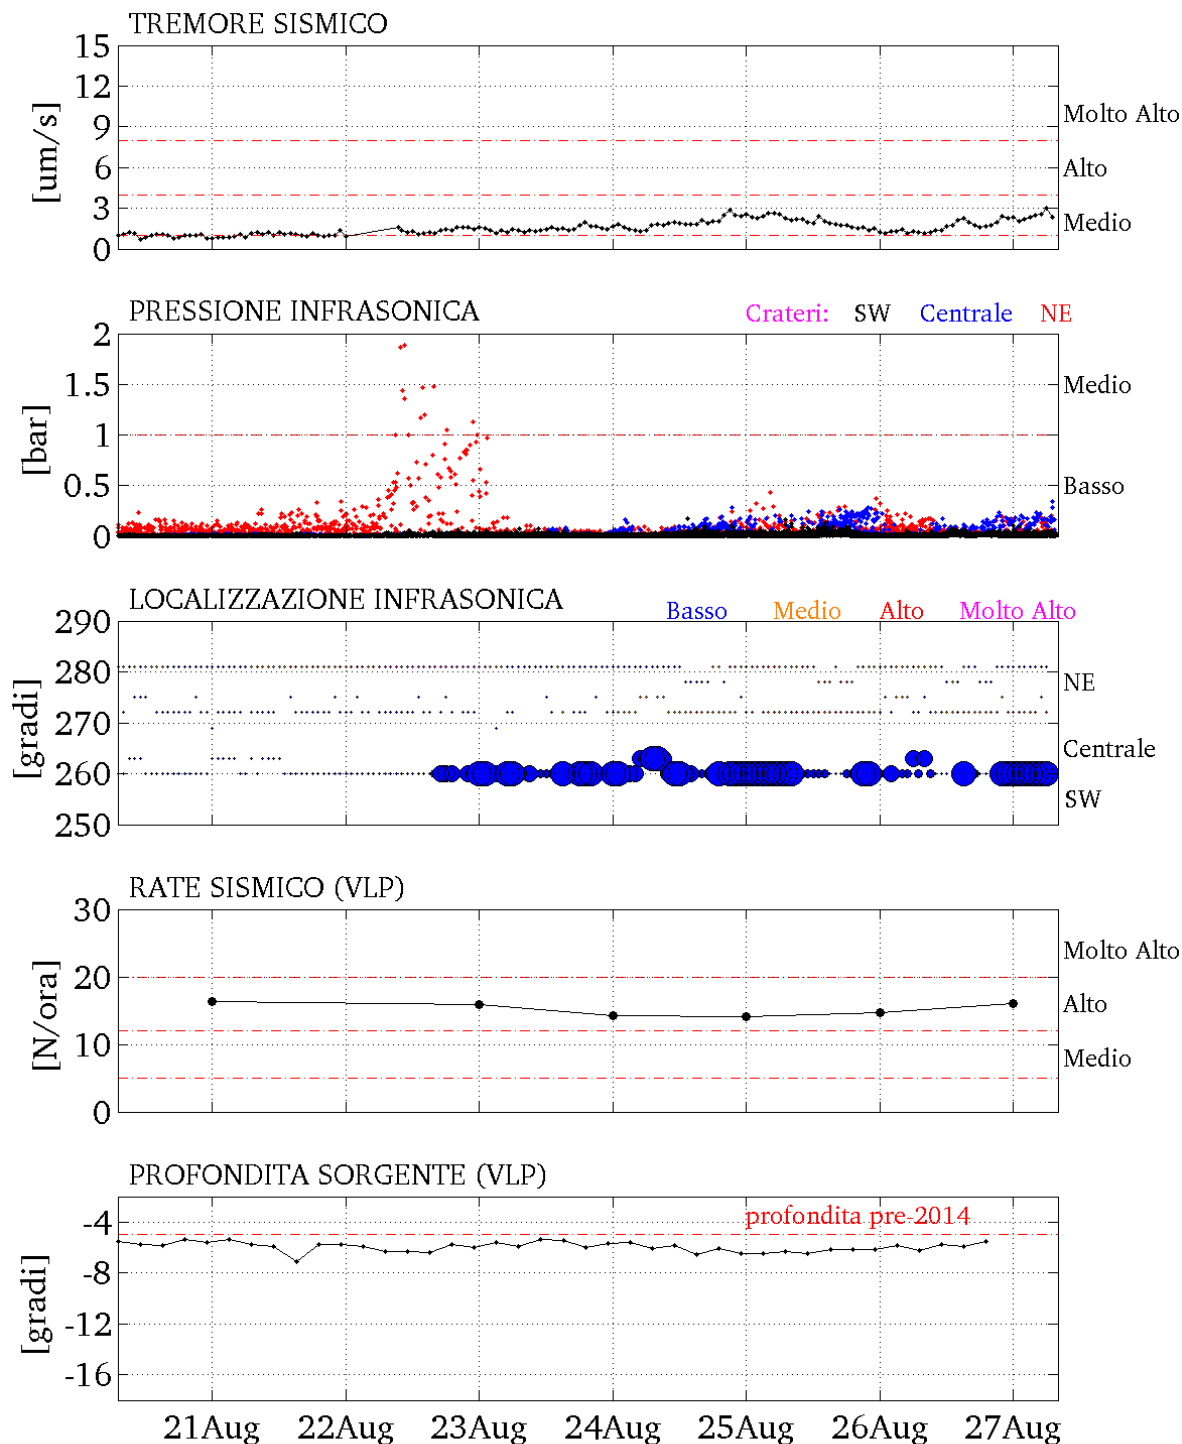 TREMORE SISMICO
15
12
9
6
3
0
[um/s]
Molto Alto
Alto
Medio
PRESSIONE INFRASONICA
Crateri: SW Centrale NE
2
1.5
1
0.5
0
[bar]
Medio
Basso
LOCALIZZAZIONE INFRASONICA
Basso Medio Alto Molto Alto
290
280
270
260
250
[gradi]
NE
Centrale
SW
RATE SISMICO (VLP)
30
20
10
0
[N/ora]
Molto Alto
Alto
Medio
PROFONDITA SORGENTE (VLP)
profondita pre-2014
-4
-8
-12
-16
[gradi]
21Aug 22Aug 23Aug 24Aug 25Aug 26Aug 27Aug